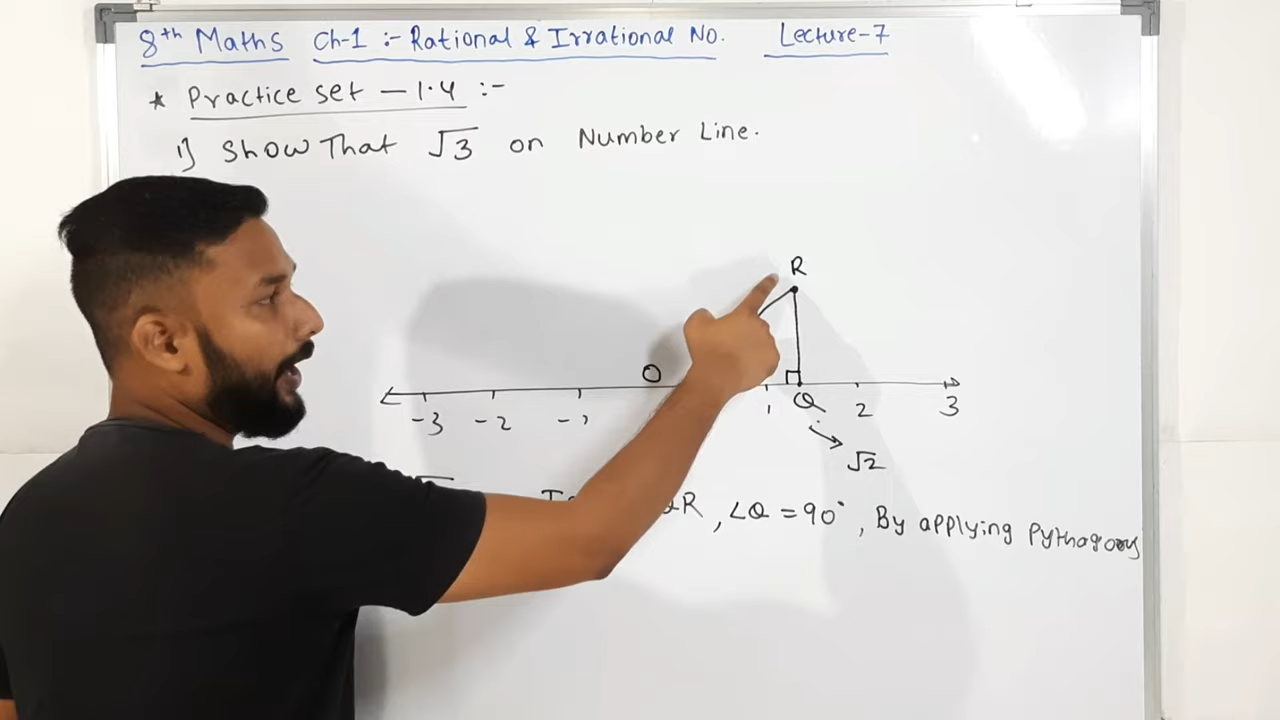 8th Maths Ch-1 :- Rational & Irrational No. Lecture-7
* Practice set - 1.4 :-
1) Show That √3 on Number Line.
R
O
-3 -2 -1 1 Q 2 3
√2
QR, ∠Q = 90°, By applying Pythagoras